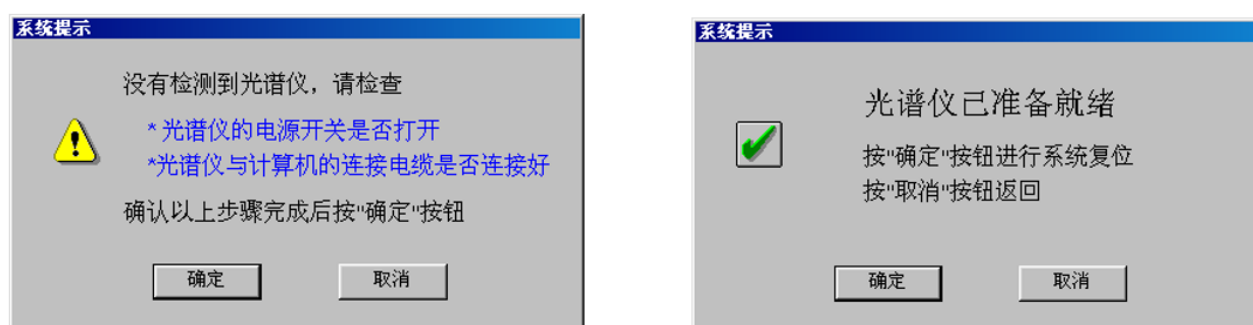 系统提示
没有检测到光谱仪，请检查
*光谱仪的电源开关是否打开
*光谱仪与计算机的连接电缆是否连接好
确认以上步骤完成后按"确定"按钮
确定
取消
系统提示
光谱仪已准备就绪
按"确定"按钮进行系统复位
按"取消"按钮返回
确定
取消